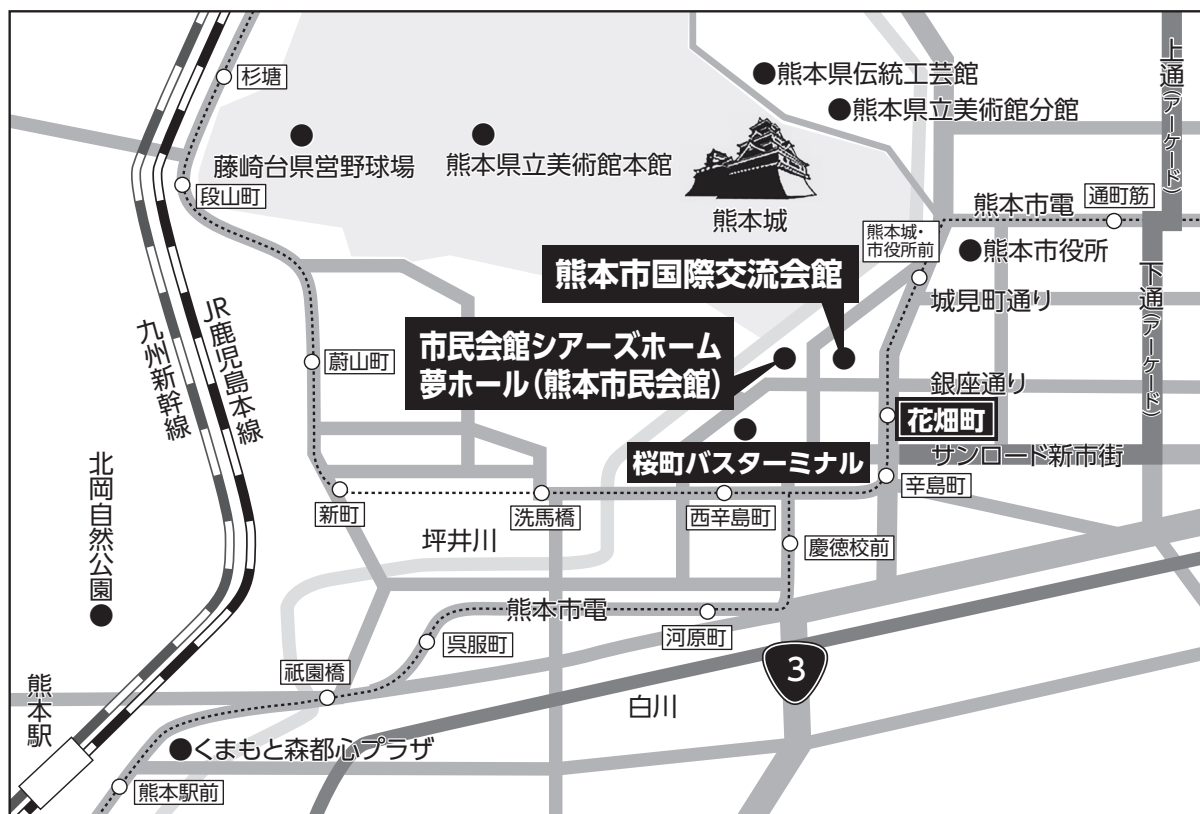 杉塘
熊本県伝統工芸館
熊本県立美術館分館
上通(アーケード)
藤崎台県営野球場
熊本県立美術館本館
段山町
熊本城
熊本市電
通町筋
熊本城・
市役所前
熊本市役所
熊本市国際交流会館
城見町通り
下通(アーケード)
九州新幹線
JR鹿児島本線
蔚山町
市民会館シアーズホーム
夢ホール(熊本市民会館)
銀座通り
花畑町
サンロード新市街
桜町バスターミナル
北岡自然公園
新町
洗馬橋
西辛島町
辛島町
坪井川
慶徳校前
熊本市電
呉服町
河原町
祇園橋
3
白川
熊本駅
くまもと森都心プラザ
熊本駅前